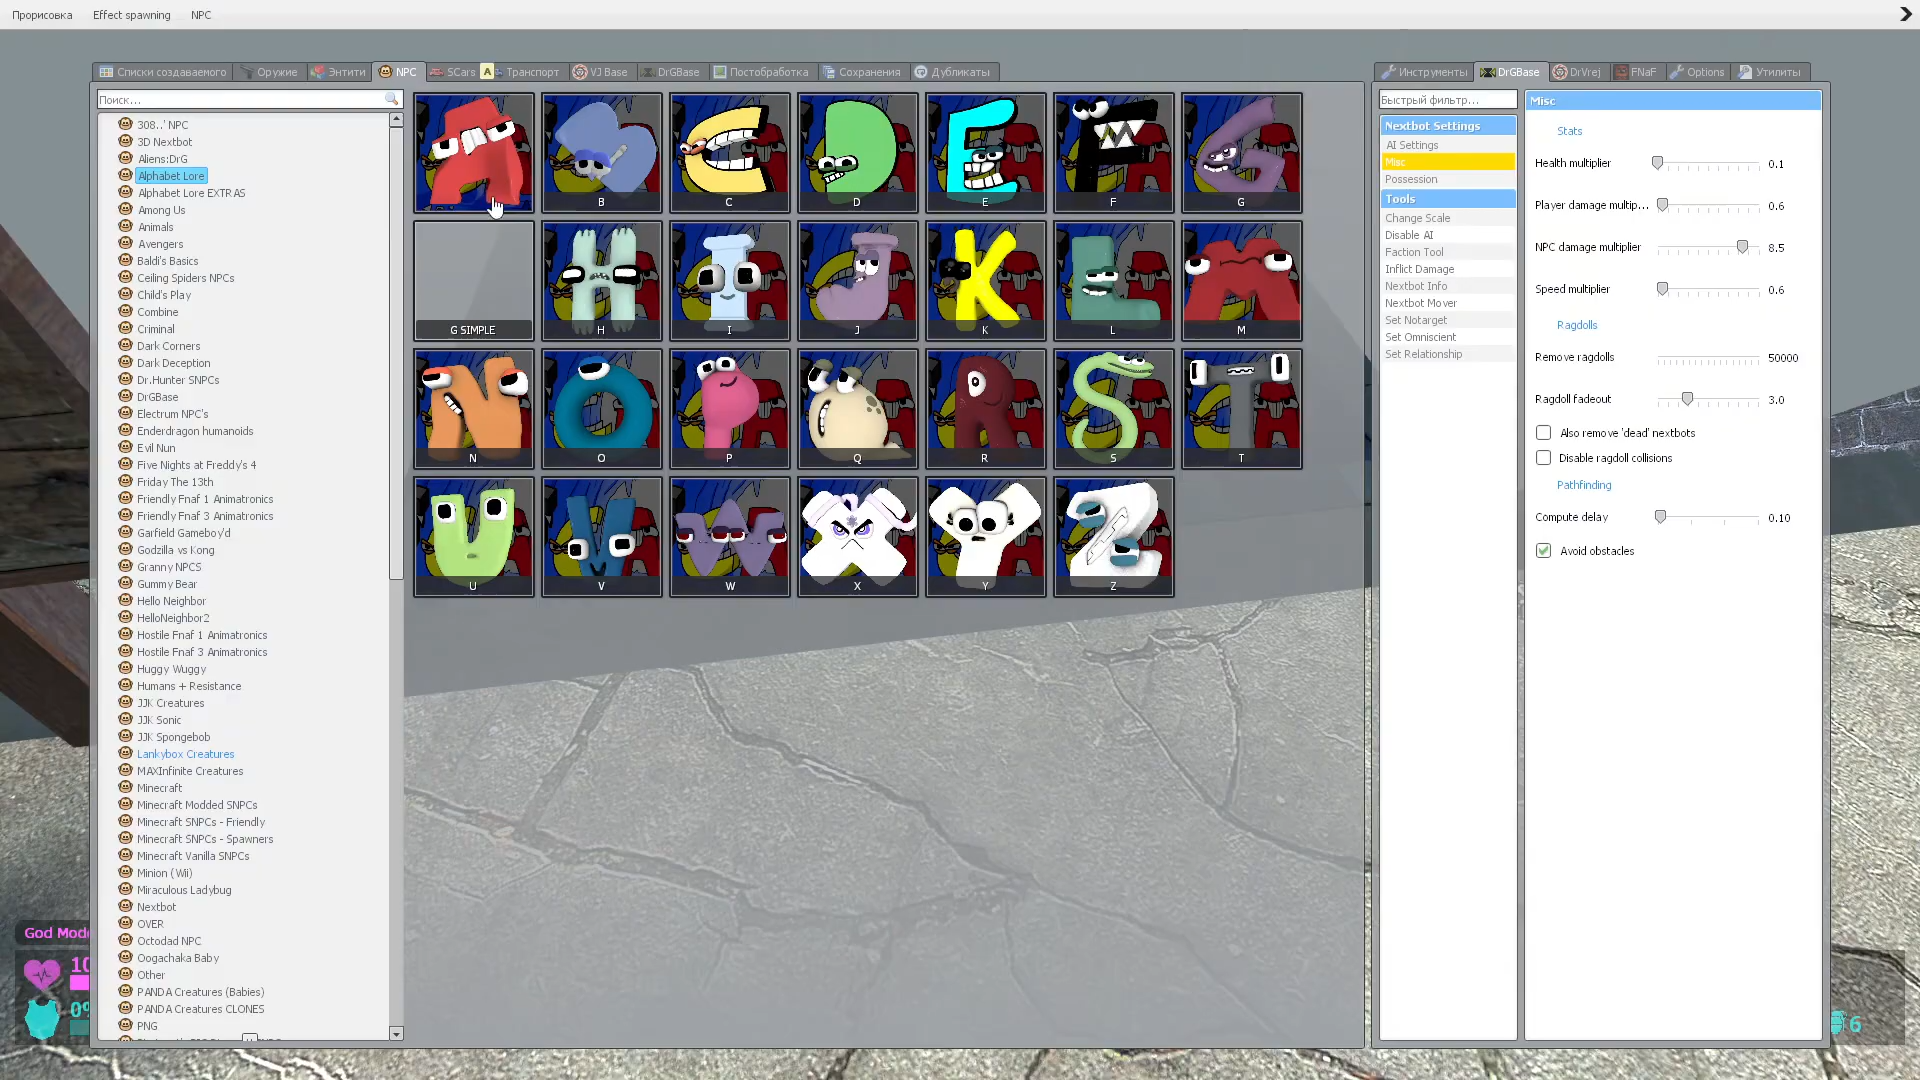 Прорисовка Effect spawning NPC
Списки создаваемого Оружие Энтити NPC SCars Транспорт VJ Base DrGBase Постобработка Сохранения Дубликаты
Инструменты DrGBase DrVrej FNaF Options Утилиты
Поиск...
308..' NPC
3D Nextbot
Aliens:DrG
Alphabet Lore
Alphabet Lore EXTRAS
Among Us
Animals
Avengers
Baldi's Basics
Ceiling Spiders NPCs
Child's Play
Combine
Criminal
Dark Corners
Dark Deception
Dr.Hunter SNPCs
DrGBase
Electrum NPC's
Enderdragon humanoids
Evil Nun
Five Nights at Freddy's 4
Friday The 13th
Friendly Fnaf 1 Animatronics
Friendly Fnaf 3 Animatronics
Garfield Gameboy'd
Godzilla vs Kong
Granny NPCS
Gummy Bear
Hello Neighbor
HelloNeighbor2
Hostile Fnaf 1 Animatronics
Hostile Fnaf 3 Animatronics
Huggy Wuggy
Humans + Resistance
JJK Creatures
JJK Sonic
JJK Spongebob
Lankybox Creatures
MAXInfinite Creatures
Minecraft
Minecraft Modded SNPCs
Minecraft SNPCs - Friendly
Minecraft SNPCs - Spawners
Minecraft Vanilla SNPCs
Minion (Wii)
Miraculous Ladybug
Nextbot
OVER
Octodad NPC
Oogachaka Baby
Other
PANDA Creatures (Babies)
PANDA Creatures CLONES
PNG
B C D E F G
G SIMPLE H I J K L M
N O P Q R S T
U V W X Y Z
Быстрый фильтр...
Nextbot Settings
AI Settings
Misc
Possession
Tools
Change Scale
Disable AI
Faction Tool
Inflict Damage
Nextbot Info
Nextbot Mover
Set Notarget
Set Omniscient
Set Relationship
Misc
Stats
Health multiplier 0.1
Player damage multip... 0.6
NPC damage multiplier 8.5
Speed multiplier 0.6
Ragdolls
Remove ragdolls 50000
Ragdoll fadeout 3.0
Also remove 'dead' nextbots
Disable ragdoll collisions
Pathfinding
Compute delay 0.10
Avoid obstacles
God Mode
10
0%
6